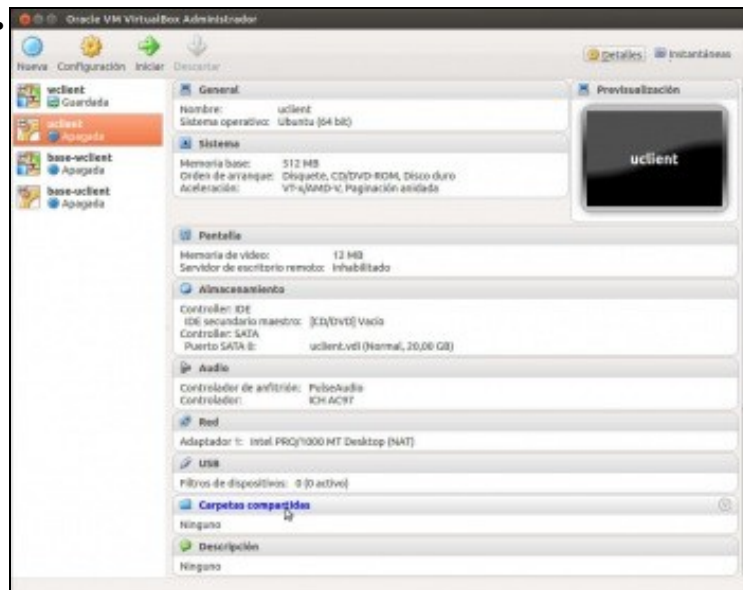 Oracle VM VirtualBox Administrador
Nueva Configuración Iniciar Descartar
Detalles Instantáneas
wclient
Guardada
uclient
Apagada
base-wclient
Apagada
base-uclient
Apagada
General
Nombre: uclient
Sistema operativo: Ubuntu (64 bit)
Sistema
Memoria base: 512 MB
Orden de arranque: Disquete, CD/DVD-ROM, Disco duro
Aceleración: VT-x/AMD-V, Paginación anidada
Previsualización
uclient
Pantalla
Memoria de vídeo: 12 MB
Servidor de escritorio remoto: Inhabilitado
Almacenamiento
Controller: IDE
IDE secundario maestro: [CD/DVD] Vacío
Controller: SATA
Puerto SATA 0: uclient.vdi (Normal, 20,00 GB)
Audio
Controlador de anfitrión: PulseAudio
Controlador: ICH AC97
Red
Adaptador 1: Intel PRO/1000 MT Desktop (NAT)
USB
Filtros de dispositivos: 0 (0 activo)
Carpetas compartidas
Ninguno
Descripción
Ninguno